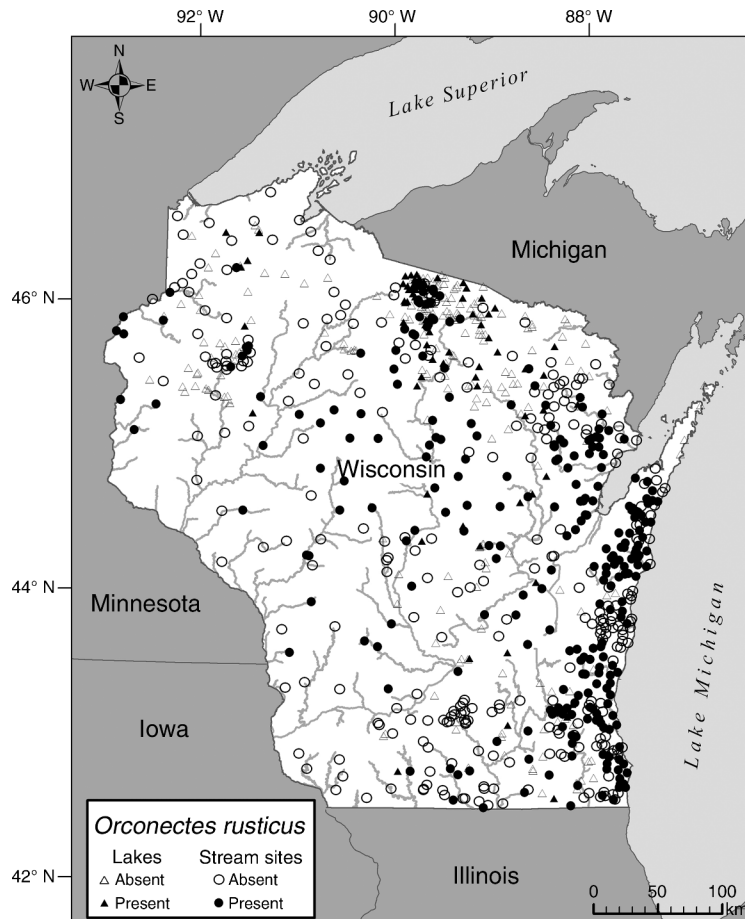 92° W 90° W 88° W
N
W E
S
Lake Superior
Michigan
46° N
Wisconsin
44° N
Minnesota
Lake Michigan
Iowa
Orconectes rusticus
Lakes Stream sites
Absent Absent
Present Present
42° N
Illinois
0 50 100
km